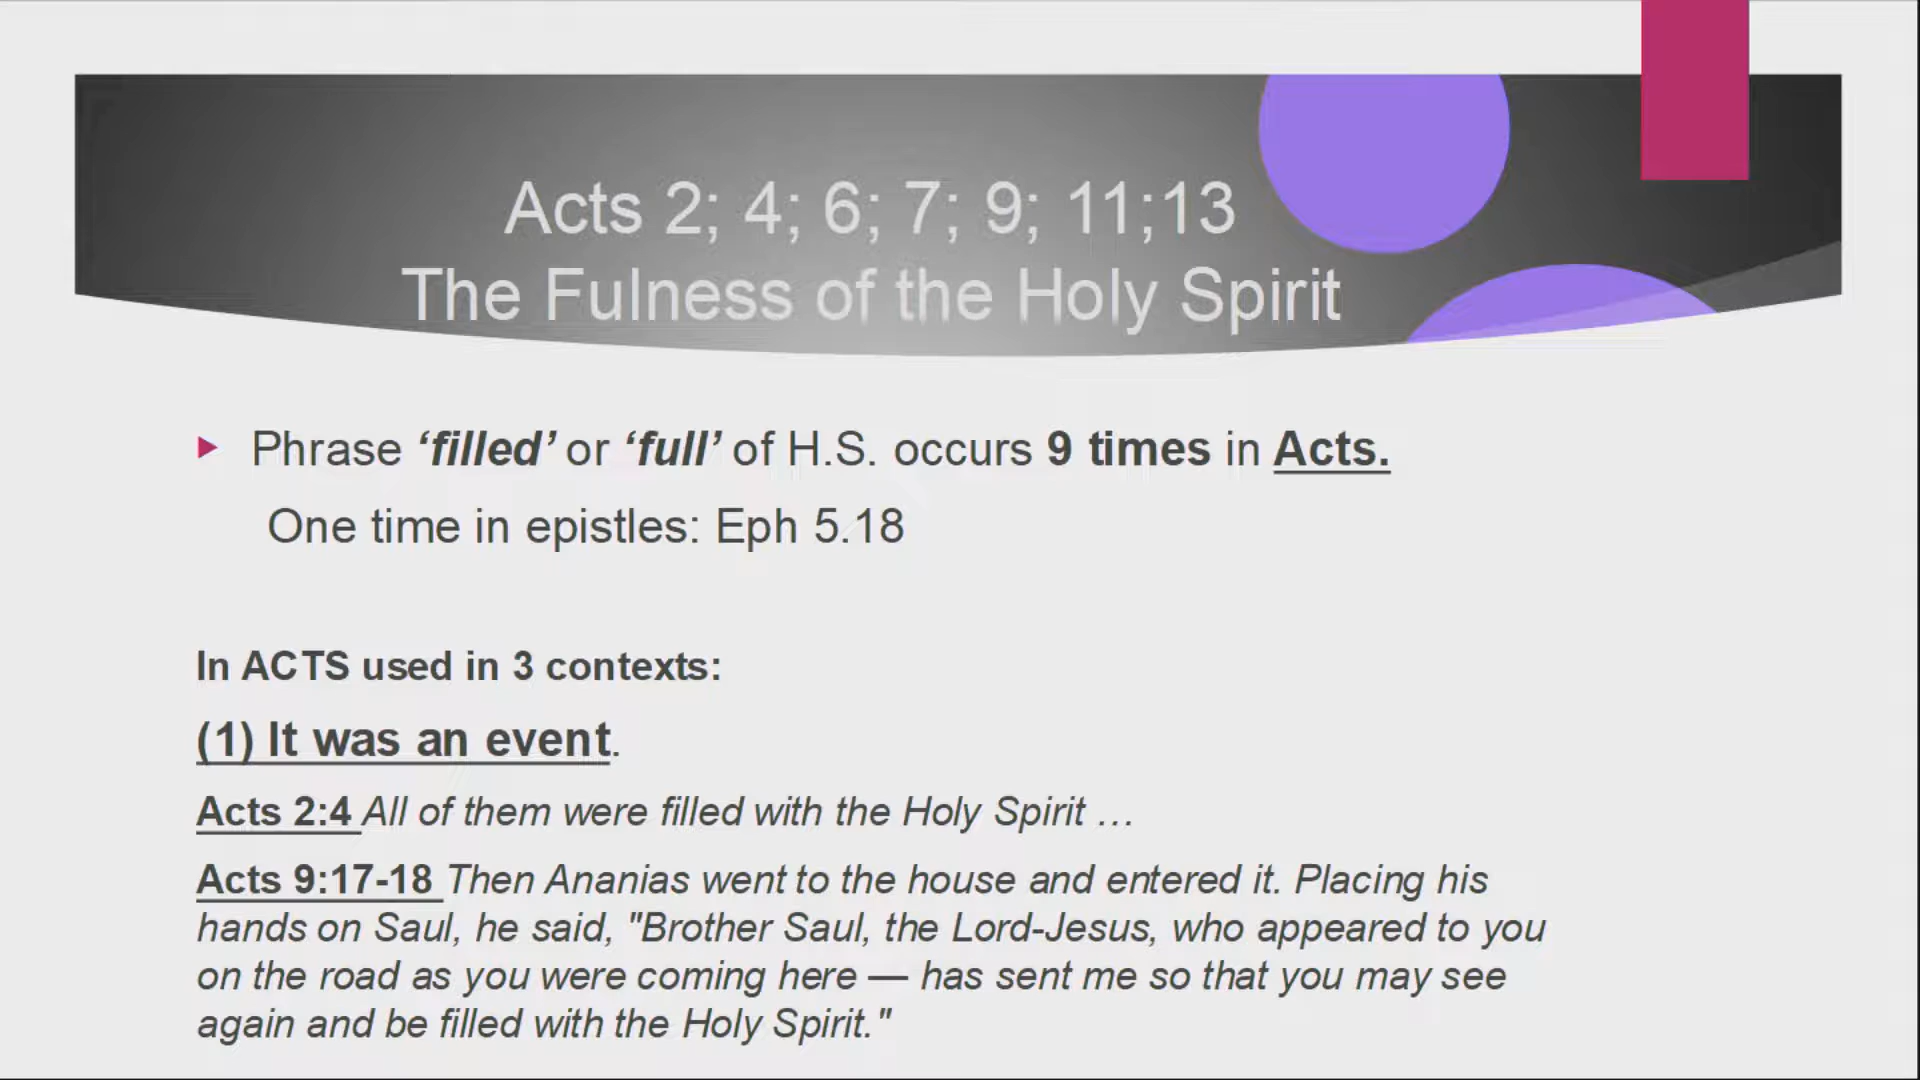 Acts 2; 4; 6; 7; 9; 11;13
The Fulness of the Holy Spirit
Phrase ‘filled’ or ‘full’ of H.S. occurs 9 times in Acts.
One time in epistles: Eph 5.18
In ACTS used in 3 contexts:
(1) It was an event.
Acts 2:4 All of them were filled with the Holy Spirit …
Acts 9:17-18 Then Ananias went to the house and entered it. Placing his
hands on Saul, he said, "Brother Saul, the Lord-Jesus, who appeared to you
on the road as you were coming here — has sent me so that you may see
again and be filled with the Holy Spirit."